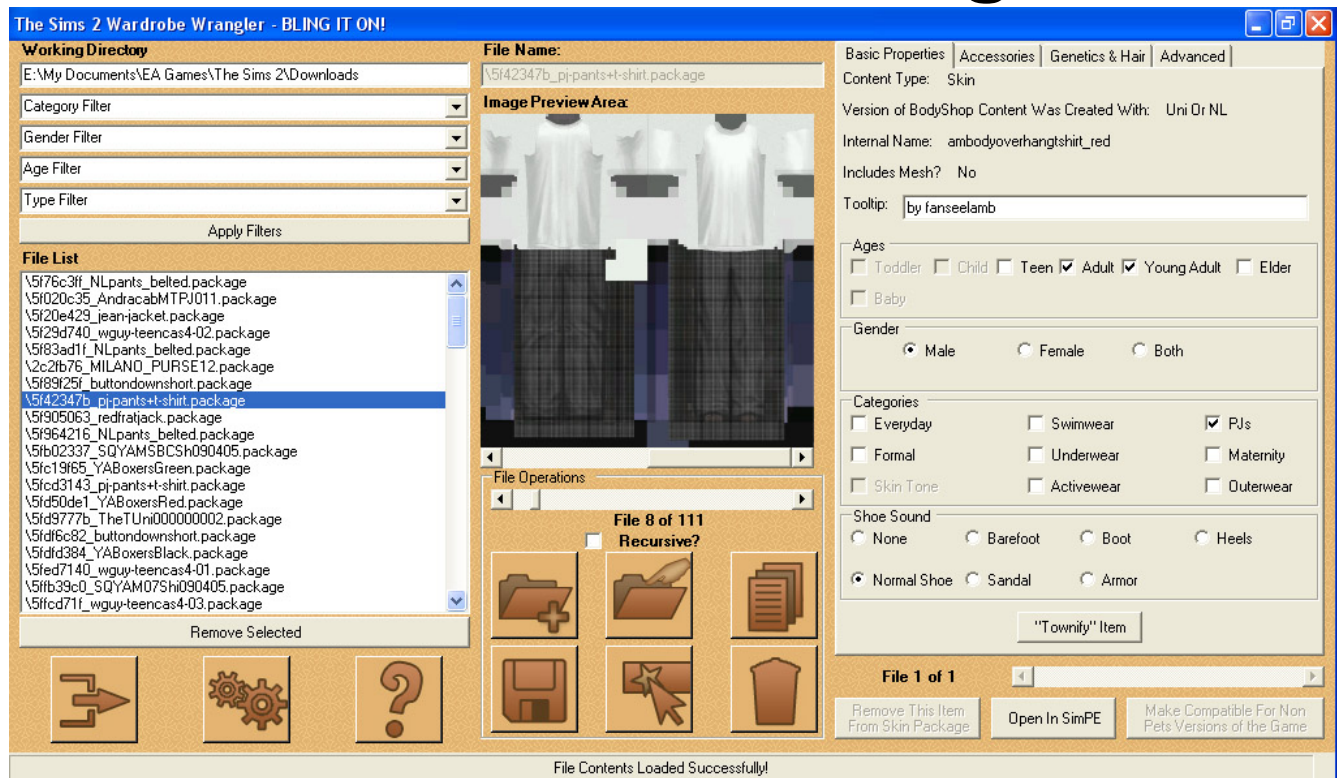 The Sims 2 Wardrobe Wrangler - BLING IT ON!
Working Directory
E:\My Documents\EA Games\The Sims 2\Downloads
Category Filter
Gender Filter
Age Filter
Type Filter
Apply Filters
File List
\5f76c3ff_NLpants_belted.package
\5f020c35_AndracabMTPJ011.package
\5f20e429_jean-jacket.package
\5f29d740_wguy-teencas4-02.package
\5f83ad1f_NLpants_belted.package
\2c2fb76_MILANO_PURSE12.package
\5f89f25f_buttondownshort.package
\5f42347b_pj-pants+t-shirt.package
\5f905063_redfratjack.package
\5f964216_NLpants_belted.package
\5fb02337_SQYAMSBCSh090405.package
\5fc19f65_YABoxersGreen.package
\5fcd3143_pj-pants+t-shirt.package
\5fd50de1_YABoxersRed.package
\5fd9777b_TheTUni000000002.package
\5fdf6c82_buttondownshort.package
\5fdfd384_YABoxersBlack.package
\5fed7140_wguy-teencas4-01.package
\5ffb39c0_SQYAM07Shi090405.package
\5ffcd71f_wguy-teencas4-03.package
Remove Selected
File Name:
\5f42347b_pj-pants+t-shirt.package
Image Preview Area:
File Operations
File 8 of 111
Recursive?
Basic Properties Accessories Genetics & Hair Advanced
Content Type: Skin
Version of BodyShop Content Was Created With: Uni Or NL
Internal Name: ambodyoverhangtshirt_red
Includes Mesh? No
Tooltip: by fanseelamb
Ages
Toddler Child Teen Adult Young Adult Elder
Baby
Gender
Male Female Both
Categories
Everyday Swimwear PJs
Formal Underwear Maternity
Skin Tone Activewear Outerwear
Shoe Sound
None Barefoot Boot Heels
Normal Shoe Sandal Armor
"Townify" Item
File 1 of 1
Remove This Item
From Skin Package
Open In SimPE
Make Compatible For Non
Pets Versions of the Game
File Contents Loaded Successfully!